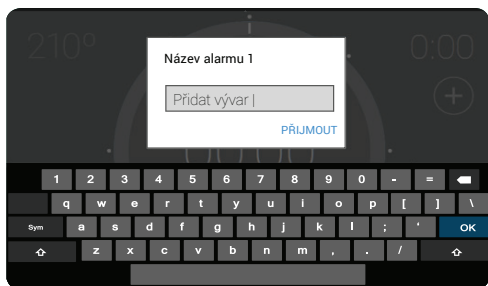 210°
0:00
Název alarmu 1
Přidat vývar
PŘIJMOUT
1 2 3 4 5 6 7 8 9 0 - =
q w e r t y u i o p [ ] \
Sym a s d f g h j k l ; ' OK
z x c v b n m , . /